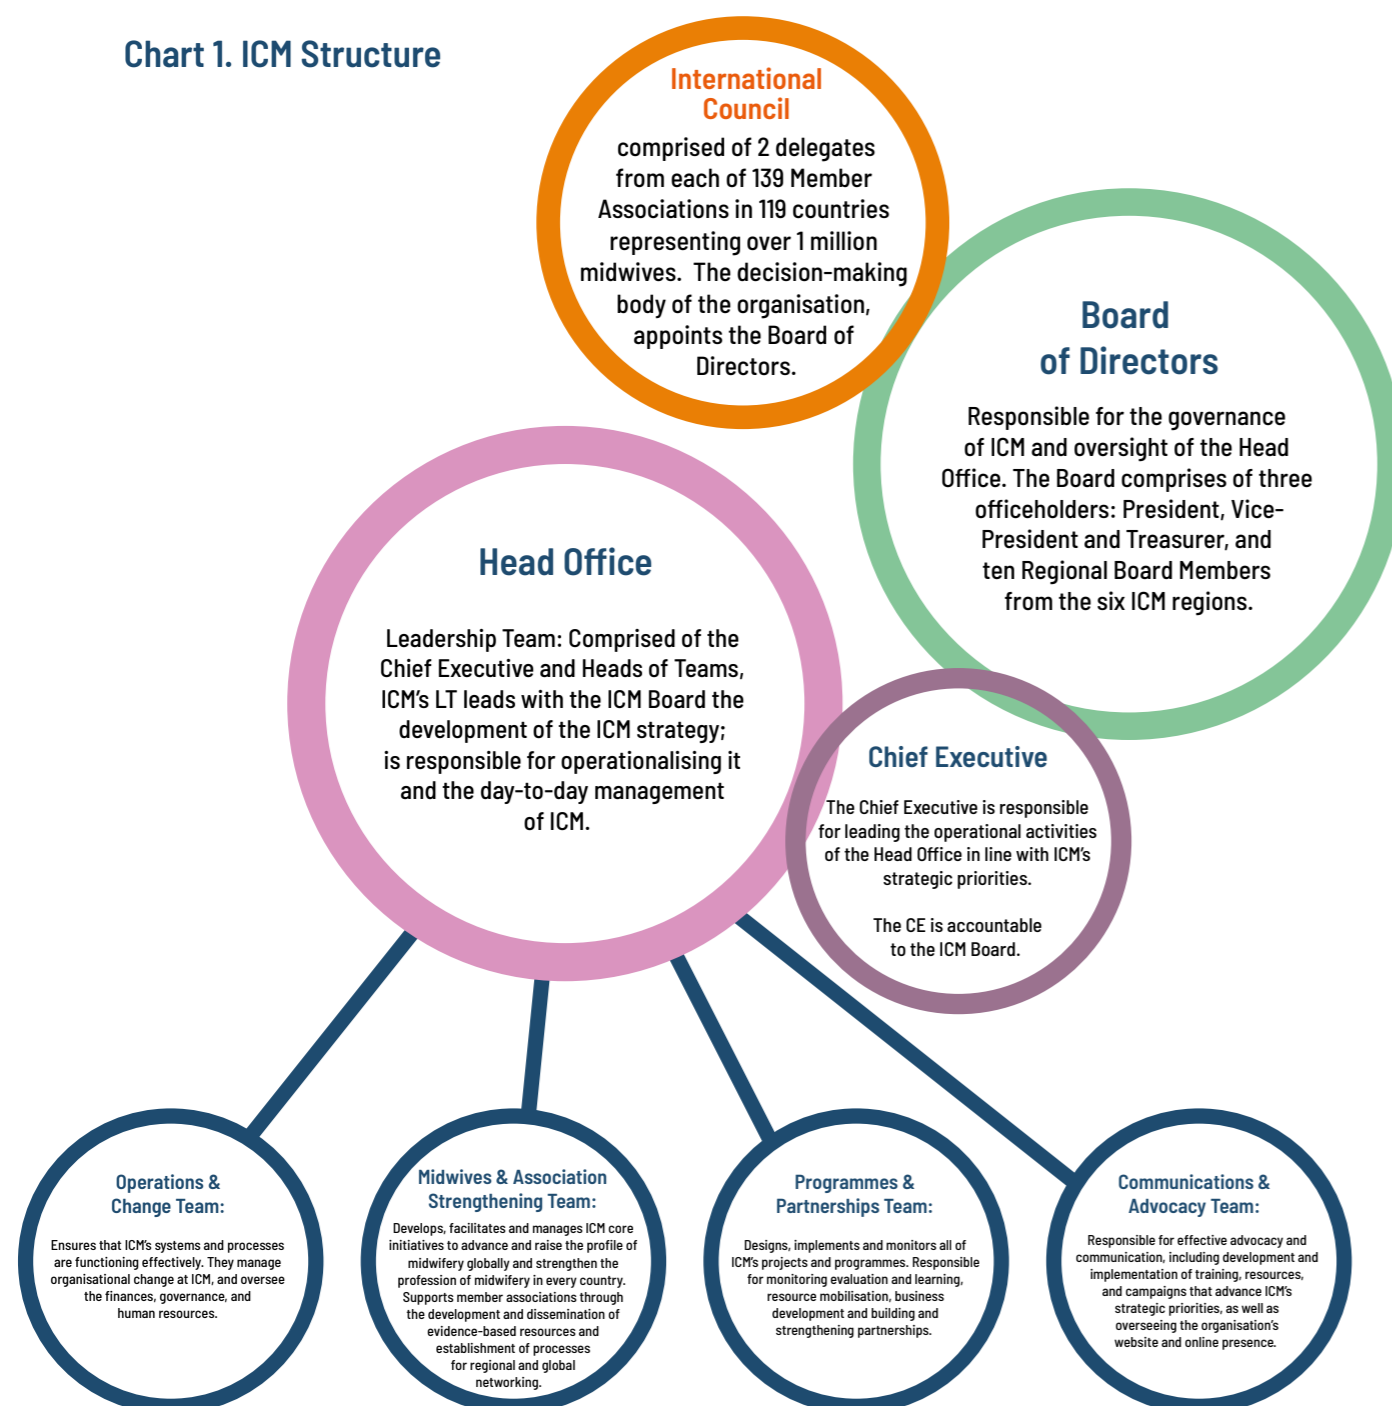 Chart 1. ICM Structure
International
Council
comprised of 2 delegates
from each of 139 Member
Associations in 119 countries
representing over 1 million
midwives.  The decision-making
body of the organisation,
appoints the Board of
Directors.
Board
of Directors
Responsible for the governance
of ICM and oversight of the Head
Office. The Board comprises of three
officeholders: President, Vice-
President and Treasurer, and
ten Regional Board Members
from the six ICM regions.
Head Office
Leadership Team: Comprised of the
Chief Executive and Heads of Teams,
ICM's LT leads with the ICM Board the
development of the ICM strategy;
is responsible for operationalising it
and the day-to-day management
of ICM.
Chief Executive
The Chief Executive is responsible
for leading the operational activities
of the Head Office in line with ICM's
strategic priorities.
The CE is accountable
to the ICM Board.
Operations &
Change Team:
Ensures that ICM's systems and processes
are functioning effectively. They manage
organisational change at ICM, and oversee
the finances, governance, and
human resources.
Midwives & Association
Strengthening Team:
Develops, facilitates and manages ICM core
initiatives to advance and raise the profile of
midwifery globally and strengthen the
profession of midwifery in every country.
Supports member associations through
the development and dissemination of
evidence-based resources and
establishment of processes
for regional and global
networking.
Programmes &
Partnerships Team:
Designs, implements and monitors all of
ICM's projects and programmes. Responsible
for monitoring evaluation and learning,
resource mobilisation, business
development and building and
strengthening partnerships.
Communications &
Advocacy Team:
Responsible for effective advocacy and
communication, including development and
implementation of training, resources,
and campaigns that advance ICM's
strategic priorities, as well as
overseeing the organisation's
website and online presence.